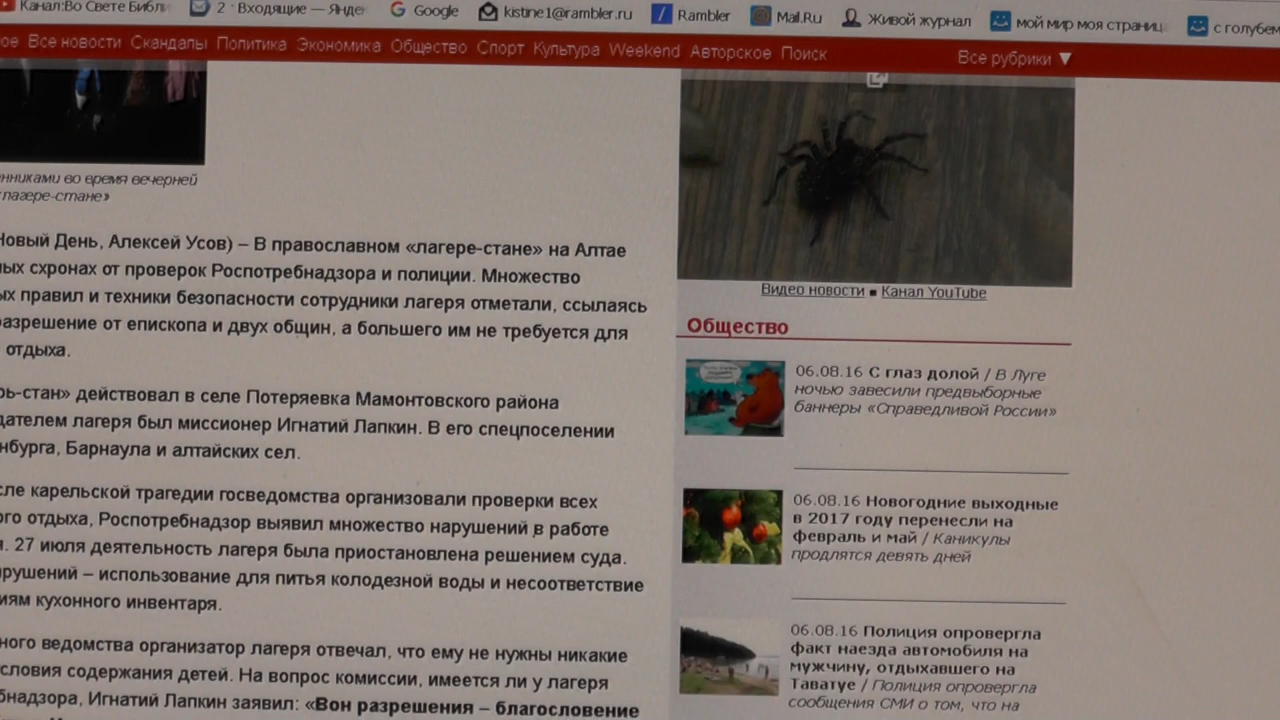 Канал:Во Свете Библ
2 · Входящие — Яндек
Google
kistine1@rambler.ru
Rambler
Mail.Ru
Живой журнал
мой мир моя страниц
с голубем
ое Все новости Скандалы Политика Экономика Общество Спорт Культура Weekend Авторское Поиск
Все рубрики ▼
нниками во время вечерней
лагере-стане»
Новый День, Алексей Усов) – В православном «лагере-стане» на Алтае
ных схронах от проверок Роспотребнадзора и полиции. Множество
ых правил и техники безопасности сотрудники лагеря отметали, ссылаясь
азрешение от епископа и двух общин, а большего им не требуется для
отдыха.
рь-стан» действовал в селе Потеряевка Мамонтовского района
дателем лагеря был миссионер Игнатий Лапкин. В его спецпоселении
нбурга, Барнаула и алтайских сел.
сле карельской трагедии госведомства организовали проверки всех
ого отдыха, Роспотребнадзор выявил множество нарушений в работе
я. 27 июля деятельность лагеря была приостановлена решением суда.
арушений – использование для питья колодезной воды и несоответствие
иям кухонного инвентаря.
ного ведомства организатор лагеря отвечал, что ему не нужны никакие
словия содержания детей. На вопрос комиссии, имеется ли у лагеря
бнадзора, Игнатий Лапкин заявил: «Вон разрешения – благословение
Видео новости ■ Канал YouTube
Общество
06.08.16 С глаз долой / В Луге
ночью завесили предвыборные
баннеры «Справедливой России»
06.08.16 Новогодние выходные
в 2017 году перенесли на
февраль и май / Каникулы
продлятся девять дней
06.08.16 Полиция опровергла
факт наезда автомобиля на
мужчину, отдыхавшего на
Таватуе / Полиция опровергла
сообщения СМИ о том, что на